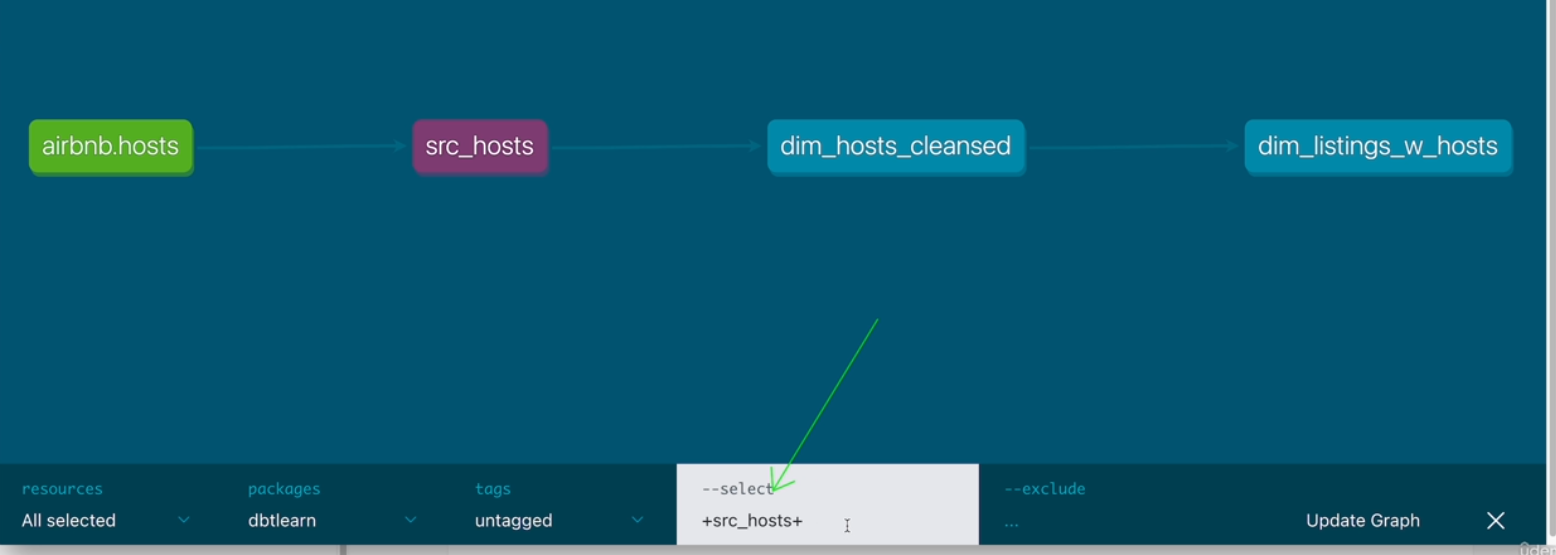 airbnb.hosts src_hosts dim_hosts_cleansed dim_listings_w_hosts
resources packages tags --select --exclude
All selected dbtlearn untagged +src_hosts+ ... Update Graph